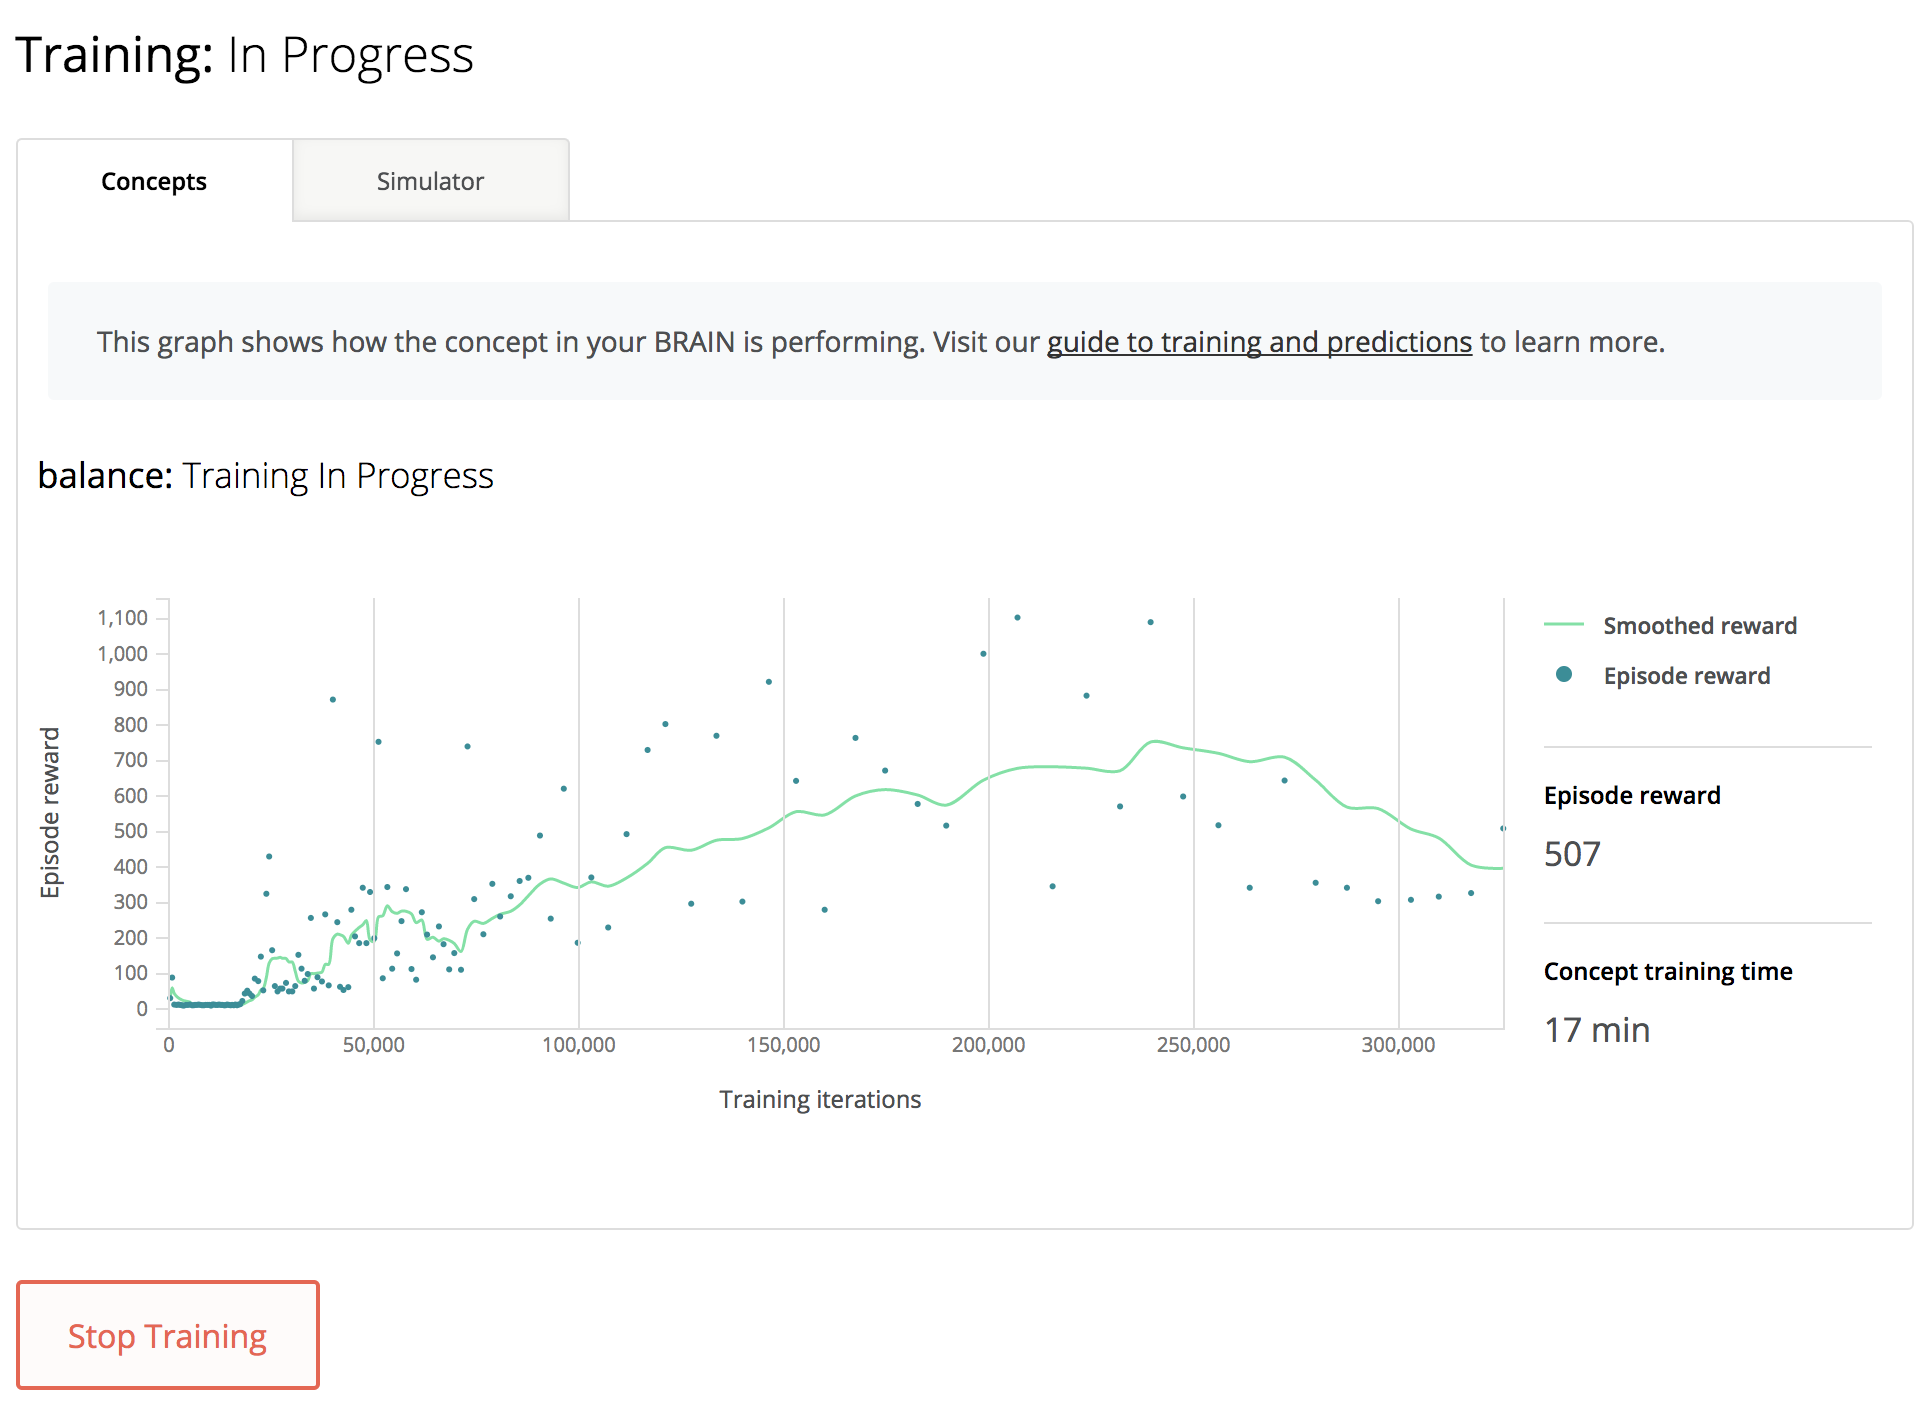 Training: In Progress
Concepts
Simulator
This graph shows how the concept in your BRAIN is performing. Visit our guide to training and predictions to learn more.
balance: Training In Progress
Episode reward
1,100
1,000
900
800
700
600
500
400
300
200
100
0
0
50,000
100,000
150,000
200,000
250,000
300,000
Training iterations
Smoothed reward
Episode reward
Episode reward
507
Concept training time
17 min
Stop Training